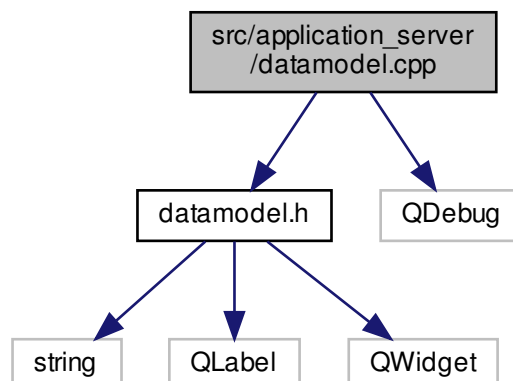 src/application_server
/datamodel.cpp
datamodel.h
QDebug
string
QLabel
QWidget